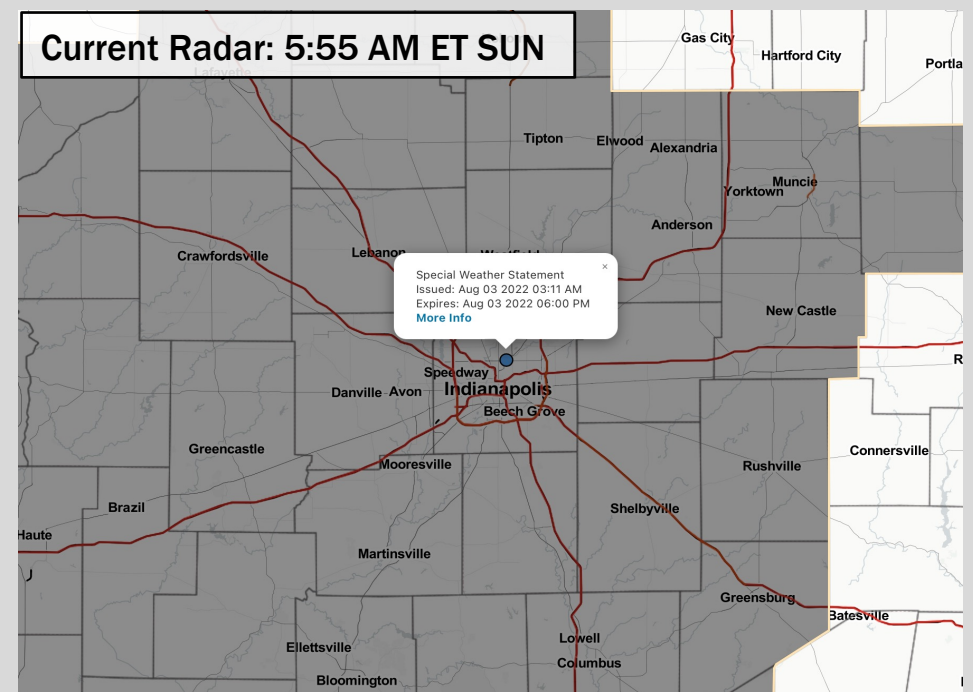 Current Radar: 5:55 AM ET SUN
Gas City
Hartford City
Portla
Lafayette
Tipton
Elwood
Alexandria
Muncie
Yorktown
Anderson
Crawfordsville
Lebanon
Westfield
×
Special Weather Statement
Issued: Aug 03 2022 03:11 AM
Expires: Aug 03 2022 06:00 PM
More Info
New Castle
R
Speedway
Indianapolis
Danville
Avon
Beech Grove
Greencastle
Mooresville
Connersville
Rushville
Brazil
Shelbyville
Haute
Martinsville
Greensburg
Batesville
Ellettsville
Lowell
Columbus
Bloomington